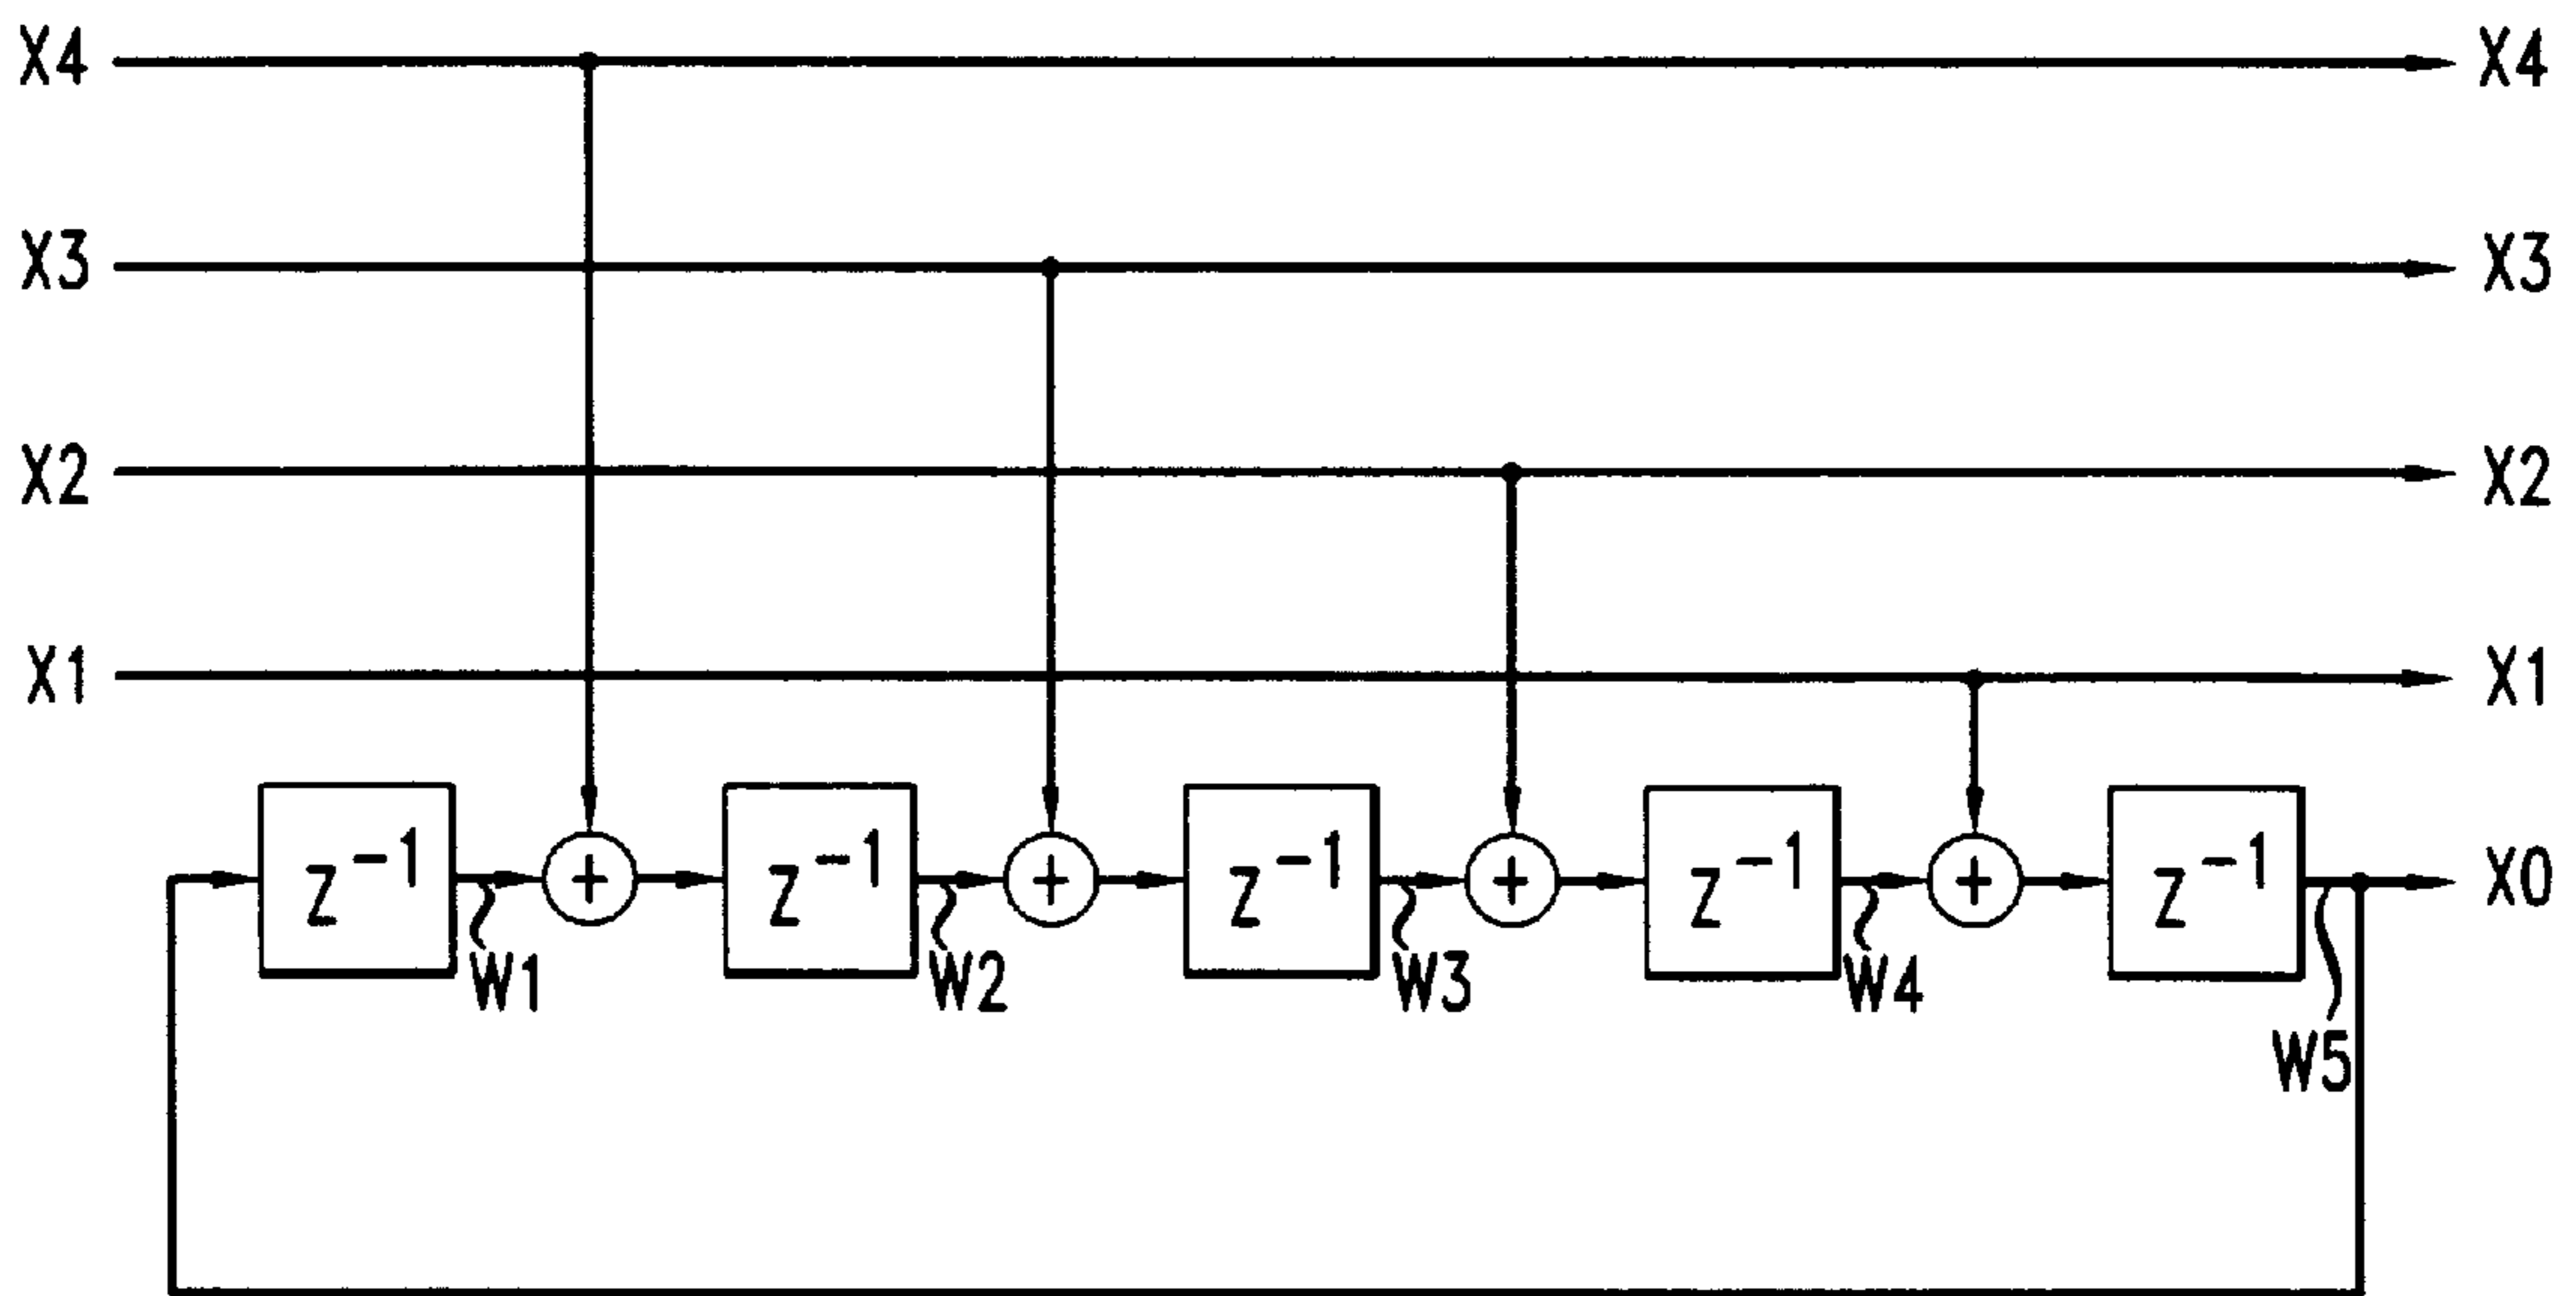 X4 X4
X3 X3
X2 X2
X1 X1
z⁻¹ + z⁻¹ + z⁻¹ + z⁻¹ + z⁻¹ X0
W1 W2 W3 W4 W5